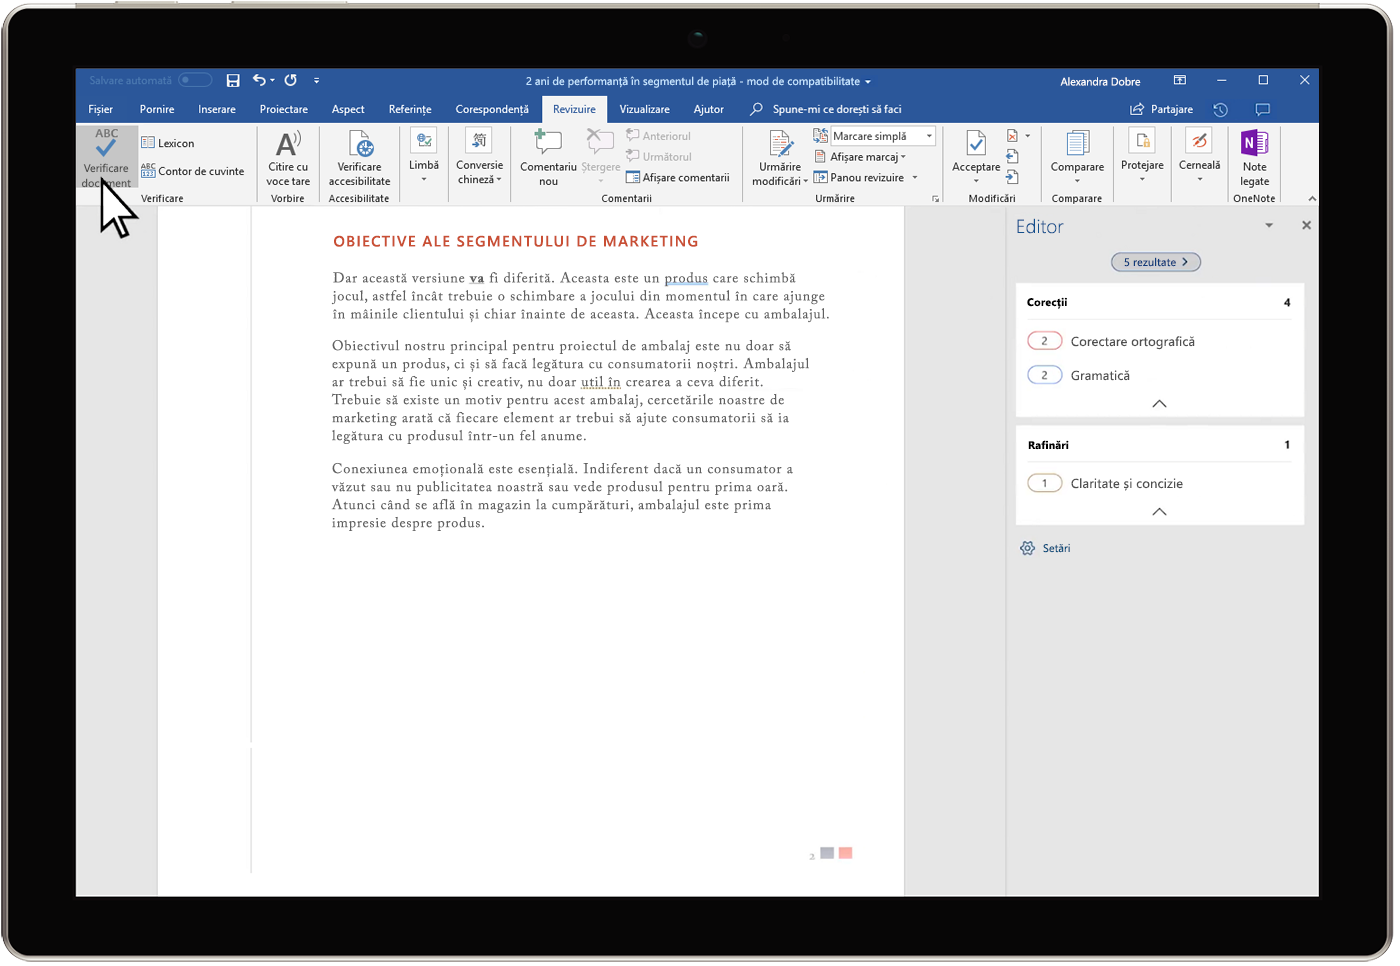 Salvare automată
2 ani de performanță în segmentul de piață - mod de compatibilitate
Alexandra Dobre
Fișier
Pornire
Inserare
Proiectare
Aspect
Referințe
Corespondență
Revizuire
Vizualizare
Ajutor
Spune-mi ce dorești să faci
Partajare
ABC
Verificare
Lexicon
ABC
123
Contor de cuvinte
Verificare
Citire cu
voce tare
Vorbire
Verificare
accesibilitate
Accesibilitate
Limbă
Conversie
chineză
Comentariu
nou
Ștergere
Anteriorul
Următorul
Afișare comentarii
Comentarii
Urmărire
modificări
Marcare simplă
Afișare marcaj
Panou revizuire
Urmărire
Acceptare
Modificări
Comparare
Comparare
Protejare
Cerneală
Note
legate
OneNote
OBIECTIVE ALE SEGMENTULUI DE MARKETING
Dar această versiune va fi diferită. Aceasta este un produs care schimbă
jocul, astfel încât trebuie o schimbare a jocului din momentul în care ajunge
în mâinile clientului și chiar înainte de aceasta. Aceasta începe cu ambalajul.
Obiectivul nostru principal pentru proiectul de ambalaj este nu doar să
expună un produs, ci și să facă legătura cu consumatorii noștri. Ambalajul
ar trebui să fie unic și creativ, nu doar util în crearea a ceva diferit.
Trebuie să existe un motiv pentru acest ambalaj, cercetările noastre de
marketing arată că fiecare element ar trebui să ajute consumatorii să ia
legătura cu produsul într-un fel anume.
Conexiunea emoțională este esențială. Indiferent dacă un consumator a
văzut sau nu publicitatea noastră sau vede produsul pentru prima oară.
Atunci când se află în magazin la cumpărături, ambalajul este prima
impresie despre produs.
2
Editor
5 rezultate
Corecții 4
2 Corectare ortografică
2 Gramatică
Rafinări 1
1 Claritate și concizie
Setări